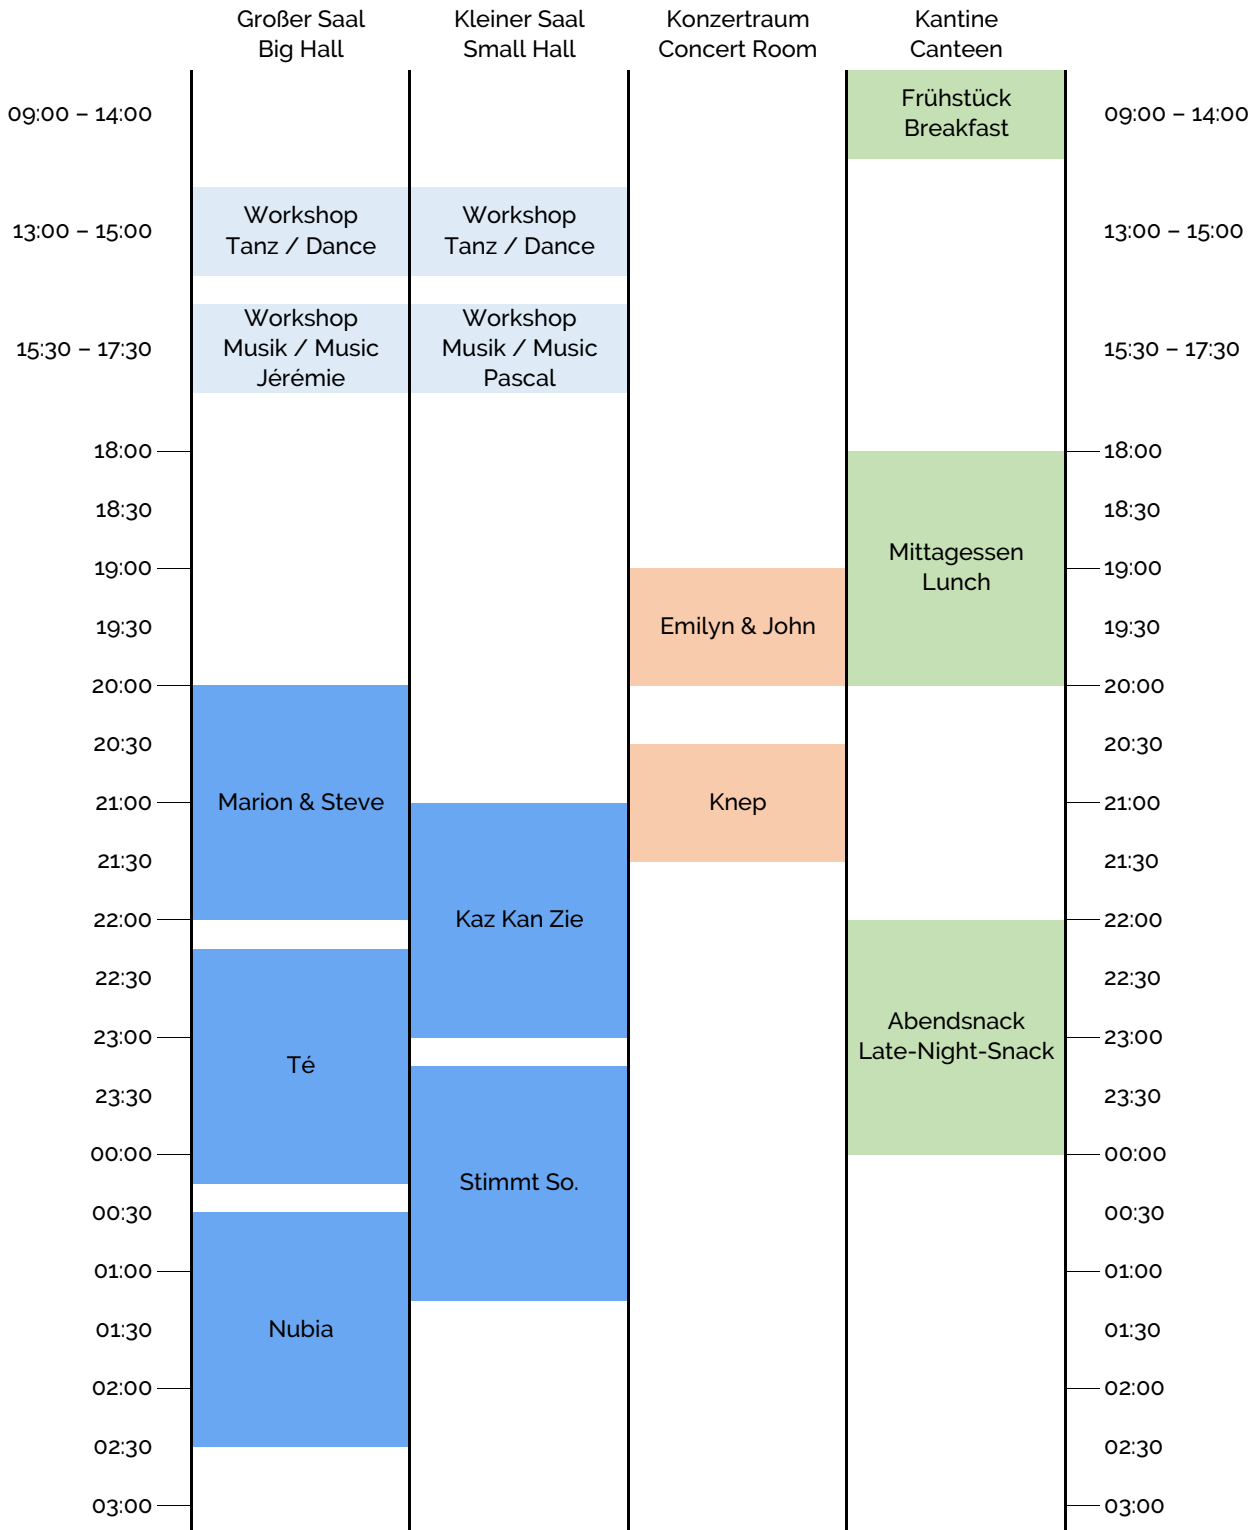 Großer Saal
Big Hall
Kleiner Saal
Small Hall
Konzertraum
Concert Room
Kantine
Canteen
09:00 – 14:00
Frühstück
Breakfast
09:00 – 14:00
13:00 – 15:00
Workshop
Tanz / Dance
Workshop
Tanz / Dance
13:00 – 15:00
15:30 – 17:30
Workshop
Musik / Music
Jérémie
Workshop
Musik / Music
Pascal
15:30 – 17:30
18:00
18:00
18:30
18:30
Mittagessen
Lunch
19:00
19:00
19:30
Emilyn & John
19:30
20:00
20:00
20:30
20:30
21:00
Marion & Steve
Knep
21:00
21:30
21:30
22:00
Kaz Kan Zie
22:00
22:30
22:30
Abendsnack
Late-Night-Snack
23:00
23:00
Té
23:30
23:30
00:00
00:00
Stimmt So.
00:30
00:30
01:00
01:00
01:30
Nubia
01:30
02:00
02:00
02:30
02:30
03:00
03:00